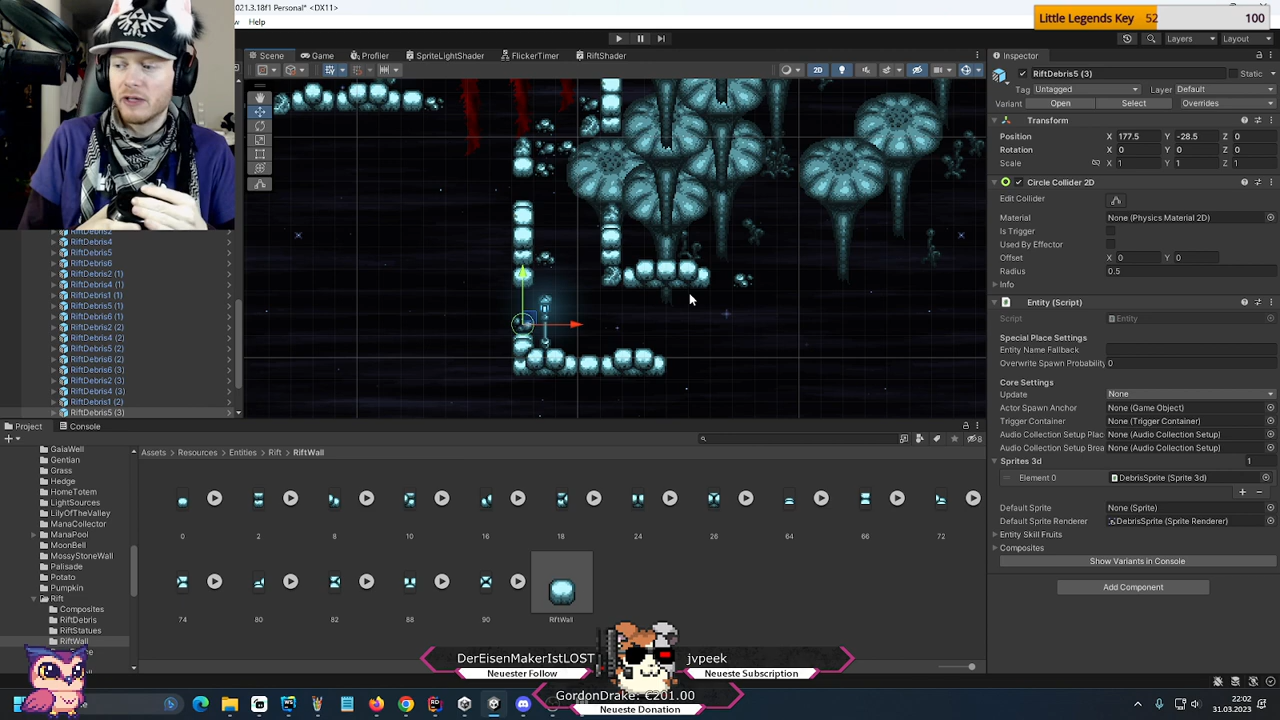 2021.3.18f1 Personal* <DX11>
Help
Little Legends Key 52 100
Layers Layout
Scene Game Profiler SpriteLightShader FlickerTimer RiftShader
2D
Inspector
RiftDebris5 (3) Static
Tag Untagged Layer Default
Variant Open Select Overrides
Transform
Position X 177.5 Y -28.5 Z 0
Rotation X 0 Y 0 Z 0
Scale X 1 Y 1 Z 1
Circle Collider 2D
Edit Collider
Material None (Physics Material 2D)
Is Trigger
Used By Effector
Offset X 0 Y 0
Radius 0.5
Info
Entity (Script)
Script Entity
Special Place Settings
Entity Name Fallback
Overwrite Spawn Probability 0
Core Settings
Update None
Actor Spawn Anchor None (Game Object)
Trigger Container None (Trigger Container)
Audio Collection Setup Plac None (Audio Collection Setup)
Audio Collection Setup Brea None (Audio Collection Setup)
Sprites 3d 1
Element 0 DebrisSprite (Sprite 3d)
Default Sprite None (Sprite)
Default Sprite Renderer DebrisSprite (Sprite Renderer)
Entity Skill Fruits
Composites
Show Variants in Console
Add Component
RiftDebris2
RiftDebris4
RiftDebris5
RiftDebris6
RiftDebris2 (1)
RiftDebris4 (1)
RiftDebris1 (1)
RiftDebris5 (1)
RiftDebris6 (1)
RiftDebris2 (2)
RiftDebris4 (2)
RiftDebris5 (2)
RiftDebris6 (2)
RiftDebris6 (3)
RiftDebris2 (3)
RiftDebris4 (3)
RiftDebris1 (2)
RiftDebris5 (3)
Project Console
8
GaiaWell
Gentian
Grass
Hedge
HomeTotem
LightSources
LilyOfTheValley
ManaCollector
ManaPool
MoonBell
MossyStoneWall
Palisade
Potato
Pumpkin
Rift
Composites
RiftDebris
RiftStatues
RiftWall
Assets Resources Entities Rift RiftWall
0 2 8 10 16 18 24 26 64 66 72
74 80 82 88 90 RiftWall
DerEisenMakerIstLOST
Neuester Follow
jvpeek
Neueste Subscription
GordonDrake: €201.00
Neueste Donation
22:02
31.03.2023